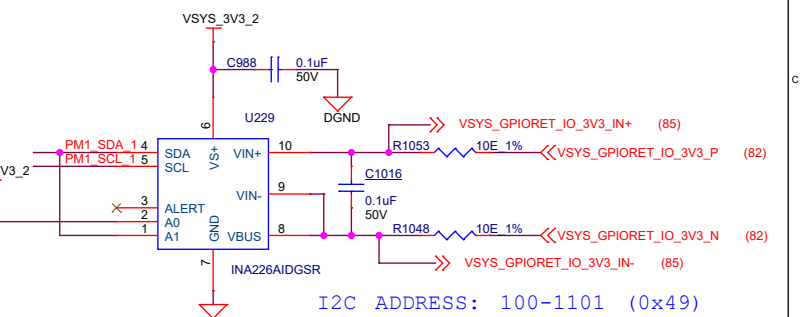 VSYS_3V3_2
C988 0.1uF
50V
C
U229
DGND
6
VSYS_GPIORET_IO_3V3_IN+ (85)
PM1_SDA_1 4 SDA VS+ VIN+ 10 R1053 10E_1% VSYS_GPIORET_IO_3V3_P (82)
PM1_SCL_1 5 SCL
V3_2
C1016
VIN- 9
0.1uF
50V
3 ALERT
2 A0
1 A1 GND VBUS 8 R1048 10E_1% VSYS_GPIORET_IO_3V3_N (82)
7
INA226AIDGSR
VSYS_GPIORET_IO_3V3_IN- (85)
I2C ADDRESS: 100-1101 (0x49)